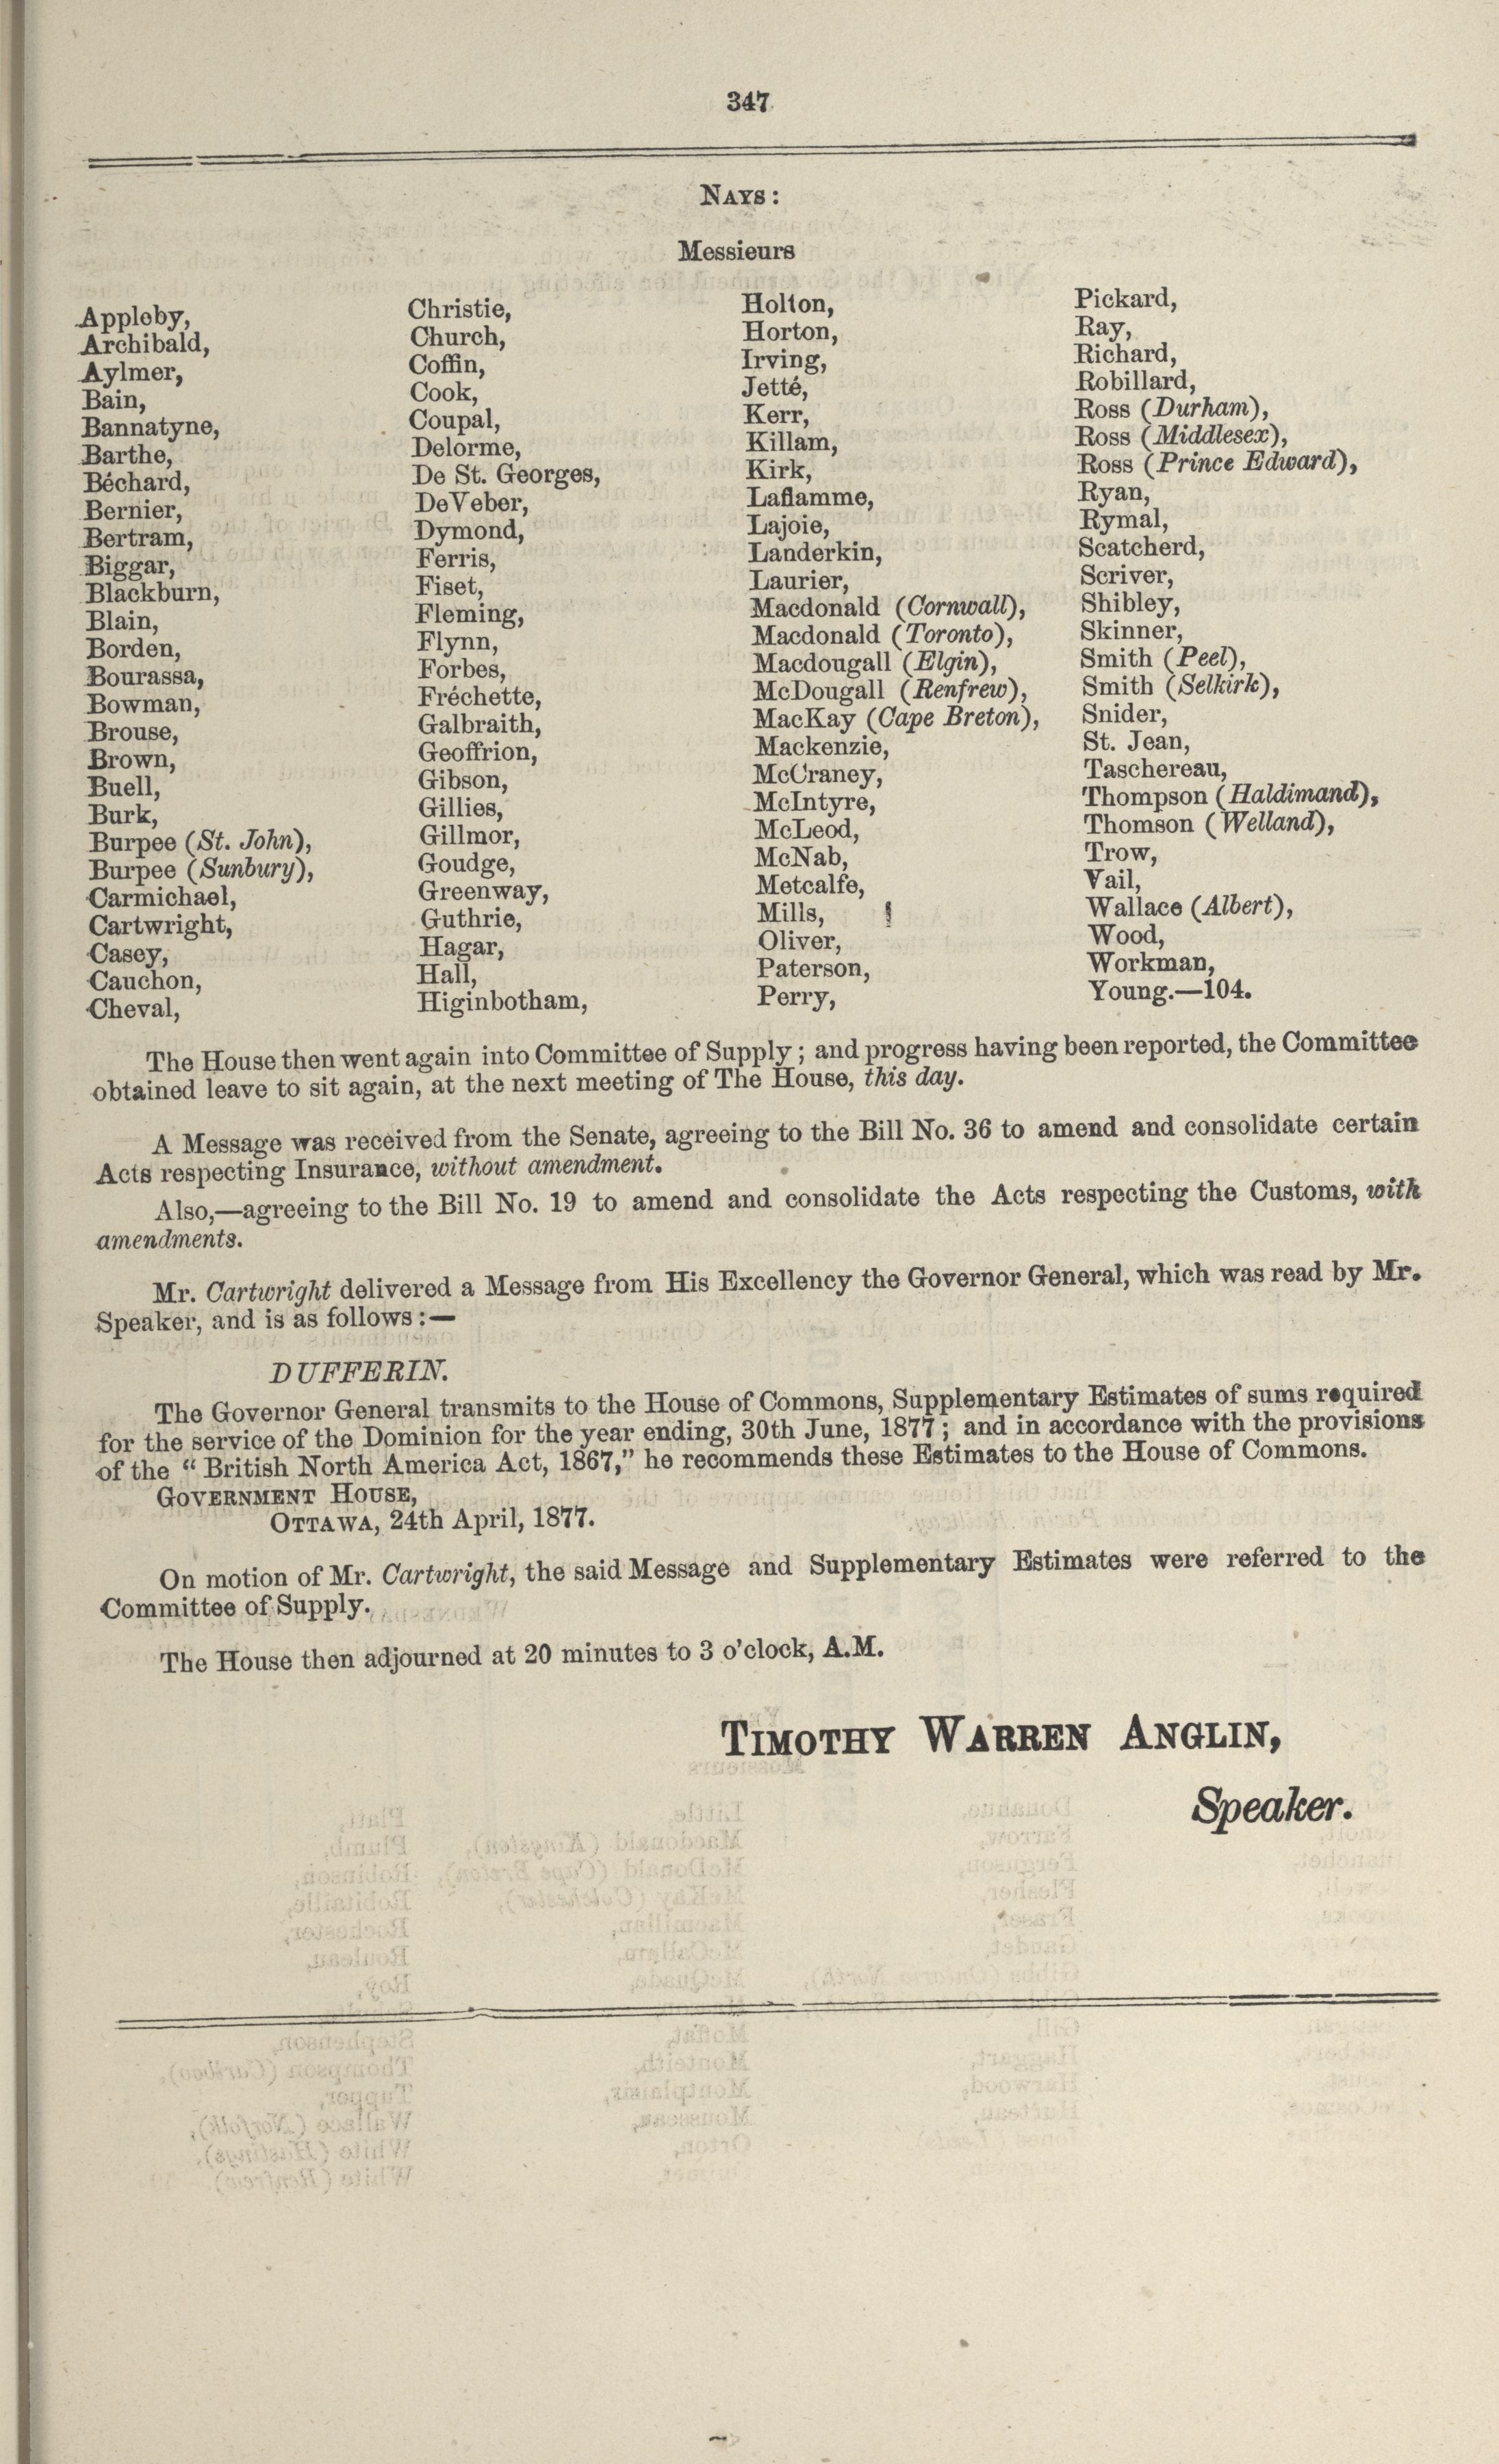 347
NAYS:
Messieurs
Appleby,
Archibald,
Aylmer,
Bain,
Bannatyne,
Barthe,
Béchard,
Bernier,
Bertram,
Biggar,
Blackburn,
Blain,
Borden,
Bourassa,
Bowman,
Brouse,
Brown,
Buell,
Burk,
Burpee (St. John),
Burpee (Sunbury),
Carmichael,
Cartwright,
Casey,
Cauchon,
Cheval,
Christie,
Church,
Coffin,
Cook,
Coupal,
Delorme,
De St. Georges,
DeVeber,
Dymond,
Ferris,
Fiset,
Fleming,
Flynn,
Forbes,
Fréchette,
Galbraith,
Geoffrion,
Gibson,
Gillies,
Gillmor,
Goudge,
Greenway,
Guthrie,
Hagar,
Hall,
Higinbotham,
Holton,
Horton,
Irving,
Jetté,
Kerr,
Killam,
Kirk,
Laflamme,
Lajoie,
Landerkin,
Laurier,
Macdonald (Cornwall),
Macdonald (Toronto),
Macdougall (Elgin),
McDougall (Renfrew),
MacKay (Cape Breton),
Mackenzie,
McCraney,
McIntyre,
McLeod,
McNab,
Metcalfe,
Mills,
Oliver,
Paterson,
Perry,
Pickard,
Ray,
Richard,
Robillard,
Ross (Durham),
Ross (Middlesex),
Ross (Prince Edward),
Ryan,
Rymal,
Scatcherd,
Scriver,
Shibley,
Skinner,
Smith (Peel),
Smith (Selkirk),
Snider,
St. Jean,
Taschereau,
Thompson (Haldimand),
Thomson (Welland),
Trow,
Vail,
Wallace (Albert),
Wood,
Workman,
Young.—104.
The House then went again into Committee of Supply; and progress having been reported, the Committee
obtained leave to sit again, at the next meeting of The House, this day.
A Message was received from the Senate, agreeing to the Bill No. 36 to amend and consolidate certain
Acts respecting Insurance, without amendment.
Also,—agreeing to the Bill No. 19 to amend and consolidate the Acts respecting the Customs, with
amendments.
Mr. Cartwright delivered a Message from His Excellency the Governor General, which was read by Mr.
Speaker, and is as follows:—
DUFFERIN.
The Governor General transmits to the House of Commons, Supplementary Estimates of sums required
for the service of the Dominion for the year ending, 30th June, 1877; and in accordance with the provisions
of the "British North America Act, 1867," he recommends these Estimates to the House of Commons.
GOVERNMENT HOUSE,
OTTAWA, 24th April, 1877.
On motion of Mr. Cartwright, the said Message and Supplementary Estimates were referred to the
Committee of Supply.
The House then adjourned at 20 minutes to 3 o'clock, A.M.
TIMOTHY WARREN ANGLIN,
Speaker.